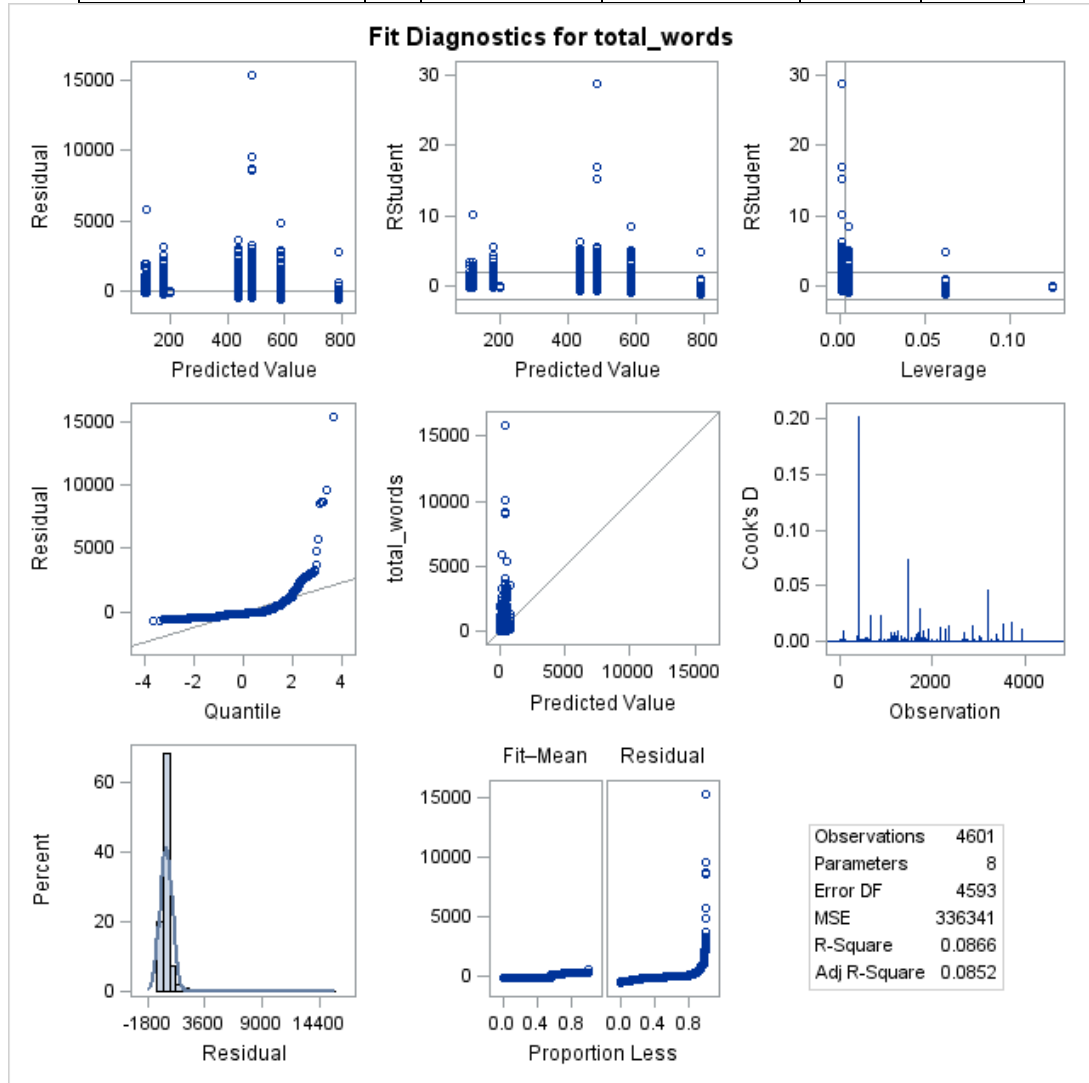 Fit Diagnostics for total_words
15000
10000
5000
0
Residual
200 400 600 800
Predicted Value
30
20
10
0
RStudent
200 400 600 800
Predicted Value
30
20
10
0
RStudent
0.00 0.05 0.10
Leverage
15000
10000
5000
0
Residual
-4 -2 0 2 4
Quantile
15000
10000
5000
0
total_words
0 5000 10000 15000
Predicted Value
0.20
0.15
0.10
0.05
0.00
Cook's D
0 2000 4000
Observation
60
40
20
0
Percent
-1800 3600 9000 14400
Residual
Fit–Mean Residual
15000
10000
5000
0
0.0 0.4 0.8 0.0 0.4 0.8
Proportion Less
Observations 4601
Parameters 8
Error DF 4593
MSE 336341
R-Square 0.0866
Adj R-Square 0.0852